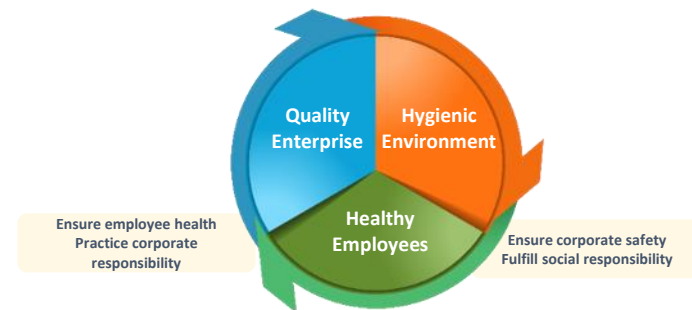 Quality
Enterprise
Hygienic
Environment
Healthy
Employees
Ensure employee health
Practice corporate
responsibility
Ensure corporate safety
Fulfill social responsibility